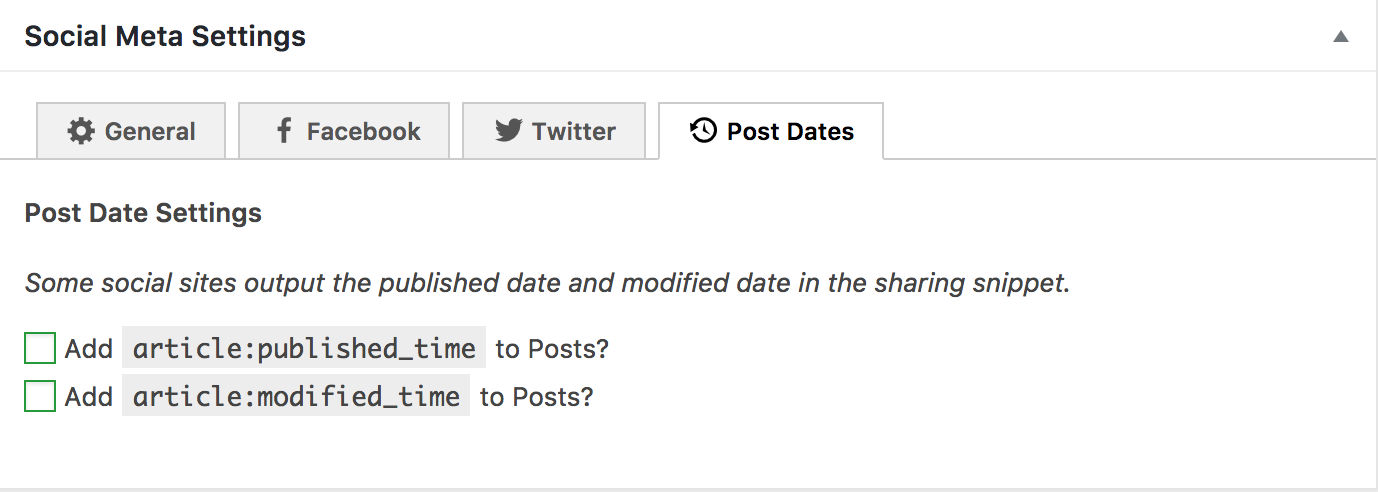 Social Meta Settings
General Facebook Twitter Post Dates
Post Date Settings
Some social sites output the published date and modified date in the sharing snippet.
Add article:published_time to Posts?
Add article:modified_time to Posts?